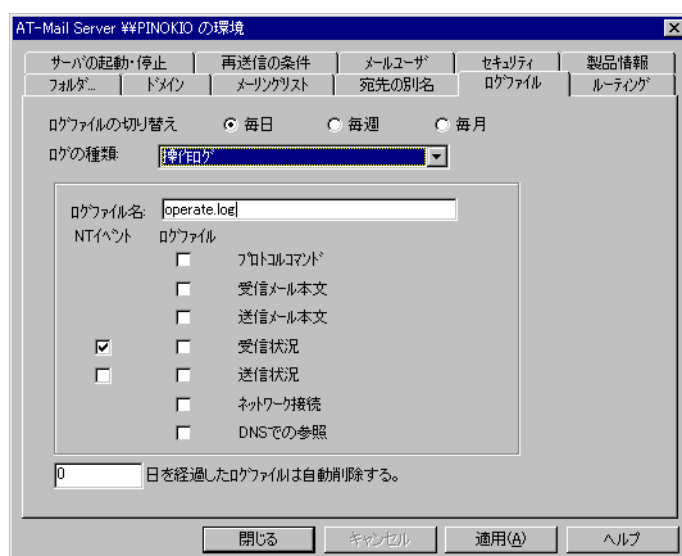 AT-Mail Server ¥¥PINOKIO の環境
サーバの起動・停止 再送信の条件 メールユーザ セキュリティ 製品情報
フォルダ... ドメイン メーリングリスト 宛先の別名 ログファイル ルーティング
ログファイルの切り替え 毎日 毎週 毎月
ログの種類: 操作ログ
ログファイル名: operate.log
NTイベント ログファイル
プロトコルコマンド
受信メール本文
送信メール本文
受信状況
送信状況
ネットワーク接続
DNSでの参照
0 日を経過したログファイルは自動削除する。
閉じる キャンセル 適用(A) ヘルプ